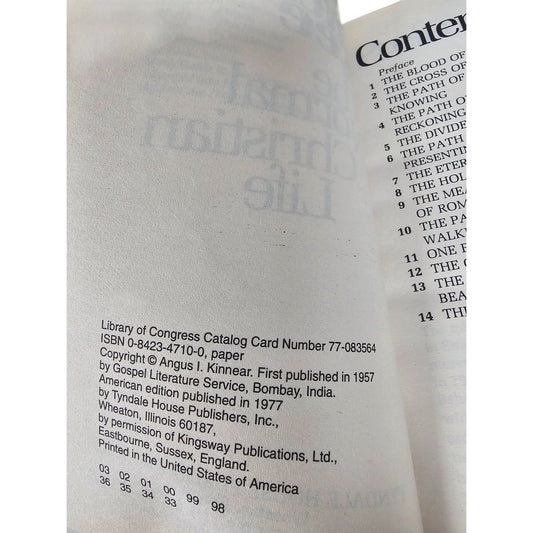 Library of Congress Catalog Card Number 77-083564
ISBN 0-8423-4710-0, paper
Copyright © Angus I. Kinnear. First published in 1957
by Gospel Literature Service, Bombay, India.
American edition published in 1977
by Tyndale House Publishers, Inc.,
Wheaton, Illinois 60187,
by permission of Kingsway Publications, Ltd.,
Eastbourne, Sussex, England.
Printed in the United States of America
03 02 01 00 99 98
36 35 34 33
Conten
Preface
1 THE BLOOD OF
2 THE CROSS OF
3 THE PATH OF
KNOWING
4 THE PATH O
RECKONING
5 THE DIVIDE
6 THE PATH
PRESENTIN
7 THE ETER
8 THE HOL
9 THE MEA
OF ROM
10 THE PA
WALK
11 ONE
12 THE
13 THE
BEA
14 TH